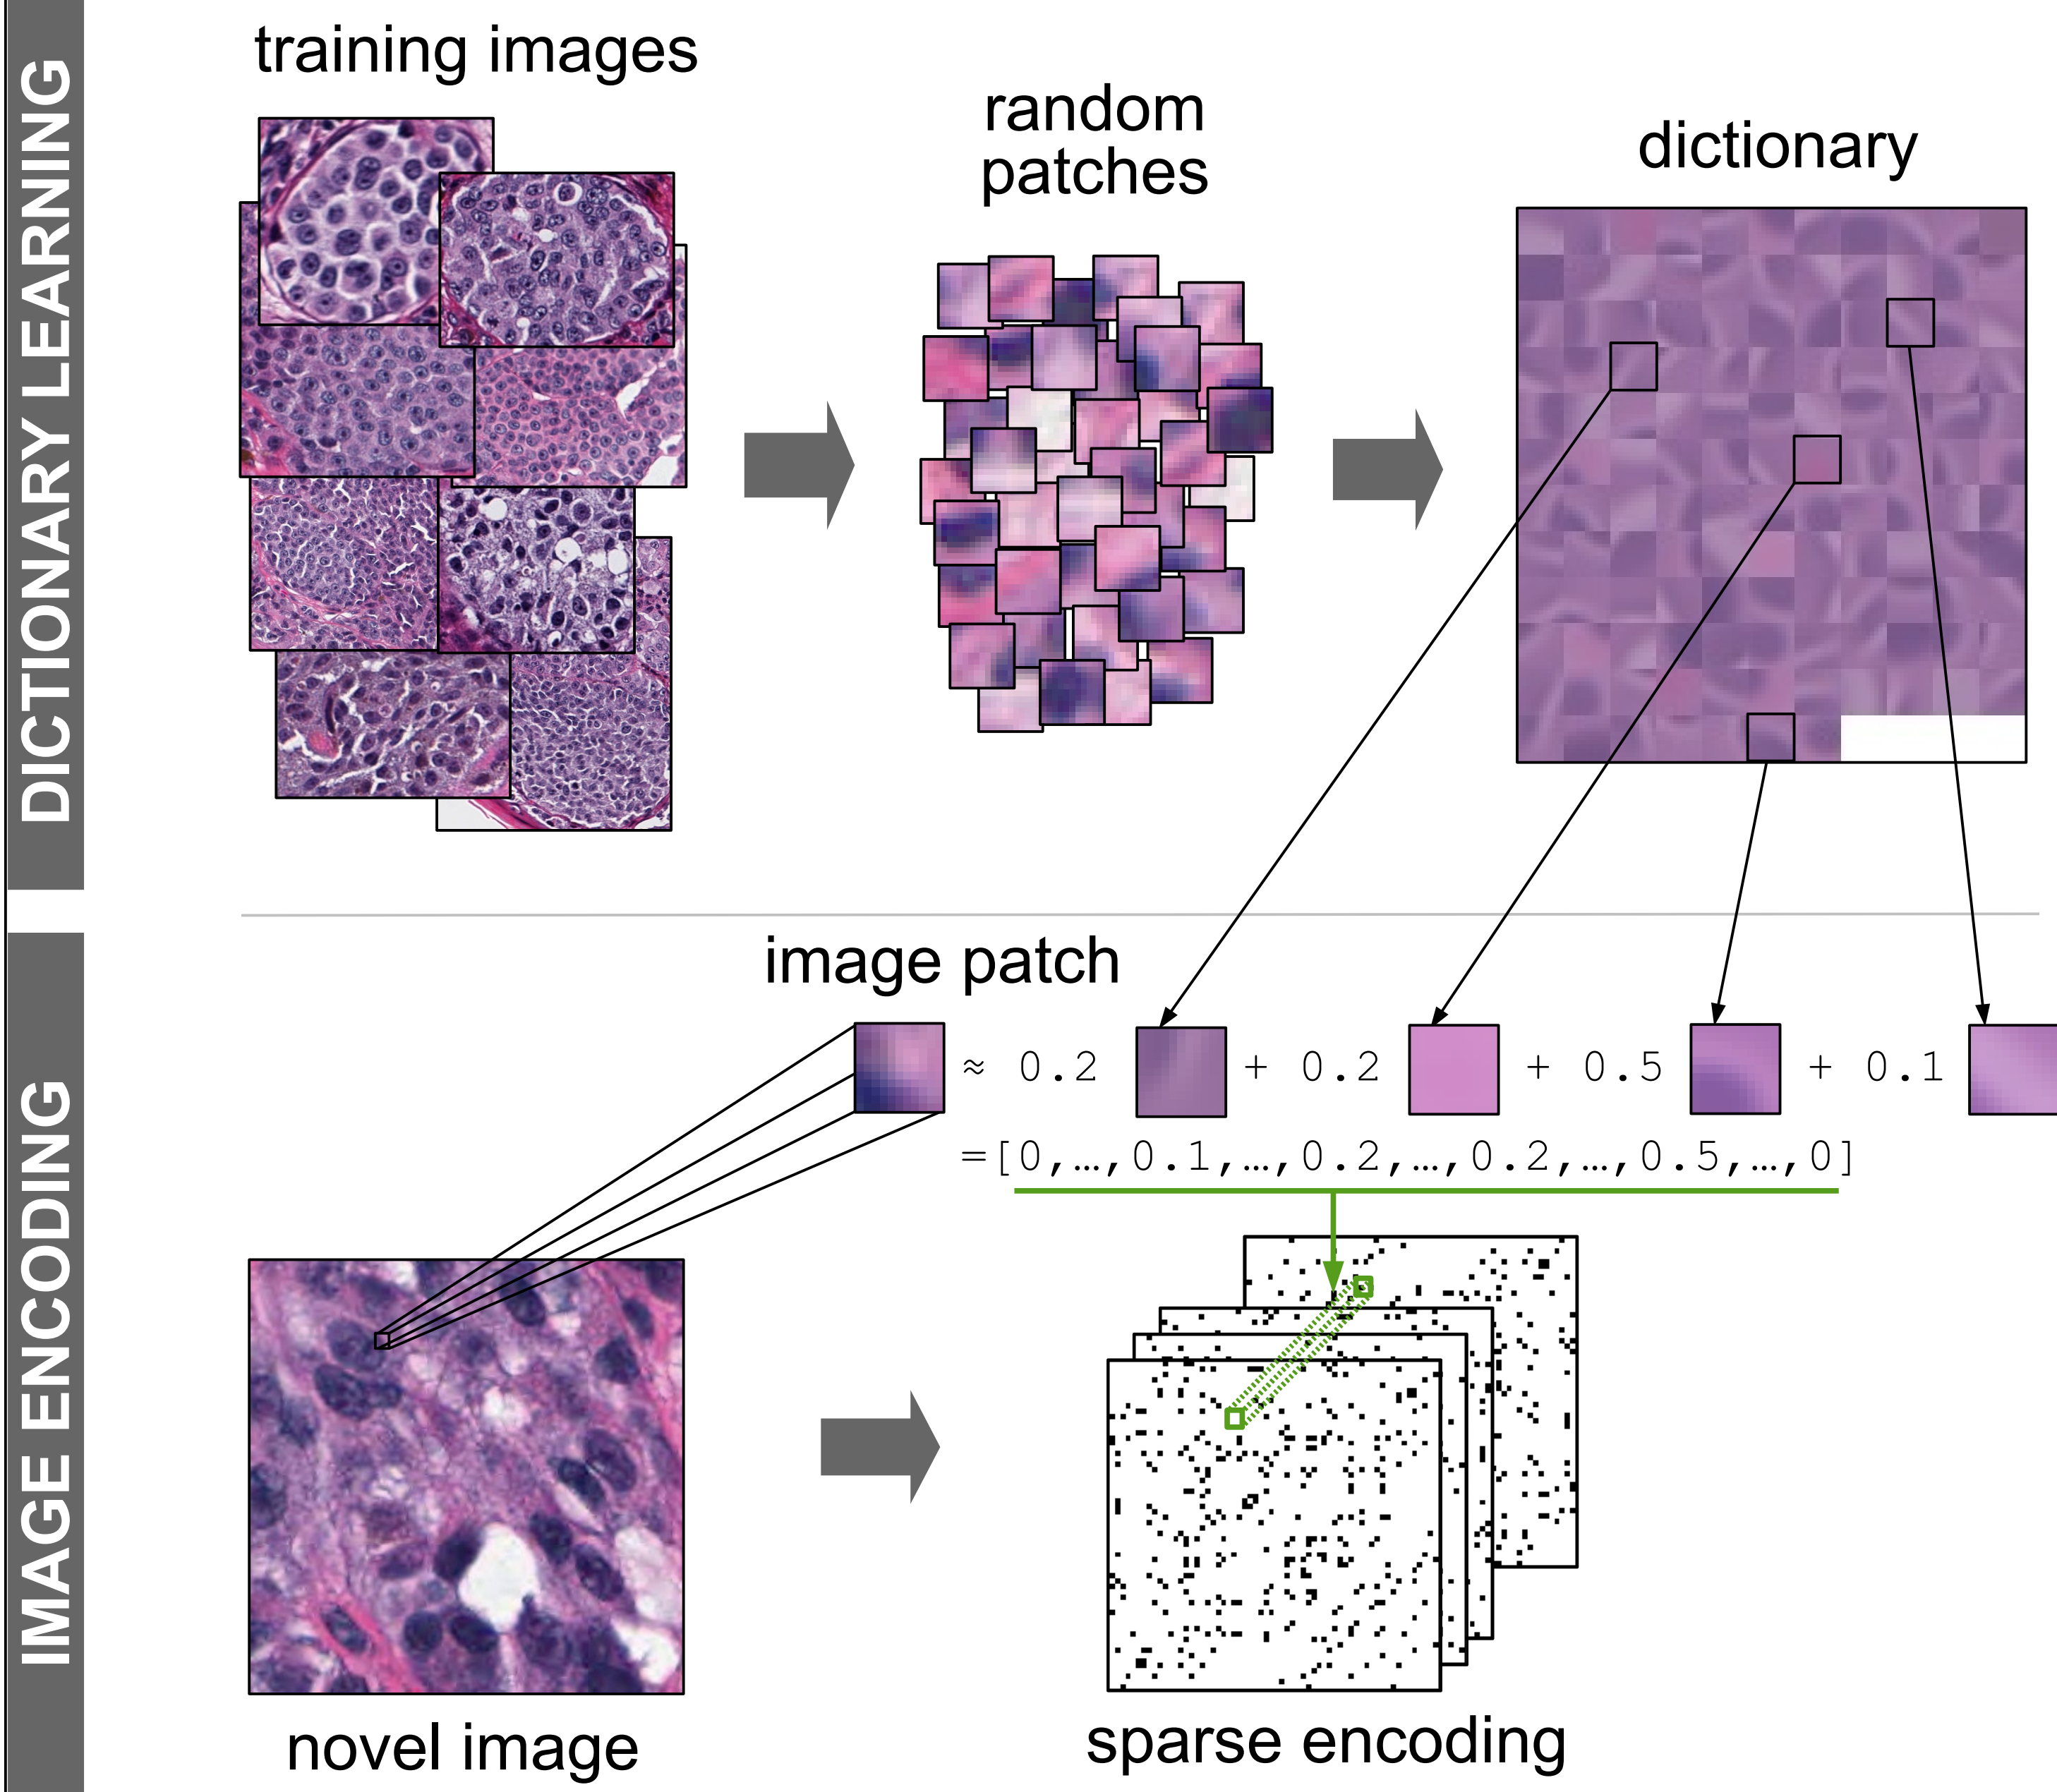 DICTIONARY LEARNING
training images
random
patches
dictionary
IMAGE ENCODING
image patch
≈ 0.2 + 0.2 + 0.5 + 0.1
=[0,…,0.1,…,0.2,…,0.2,…,0.5,…,0]
novel image
sparse encoding